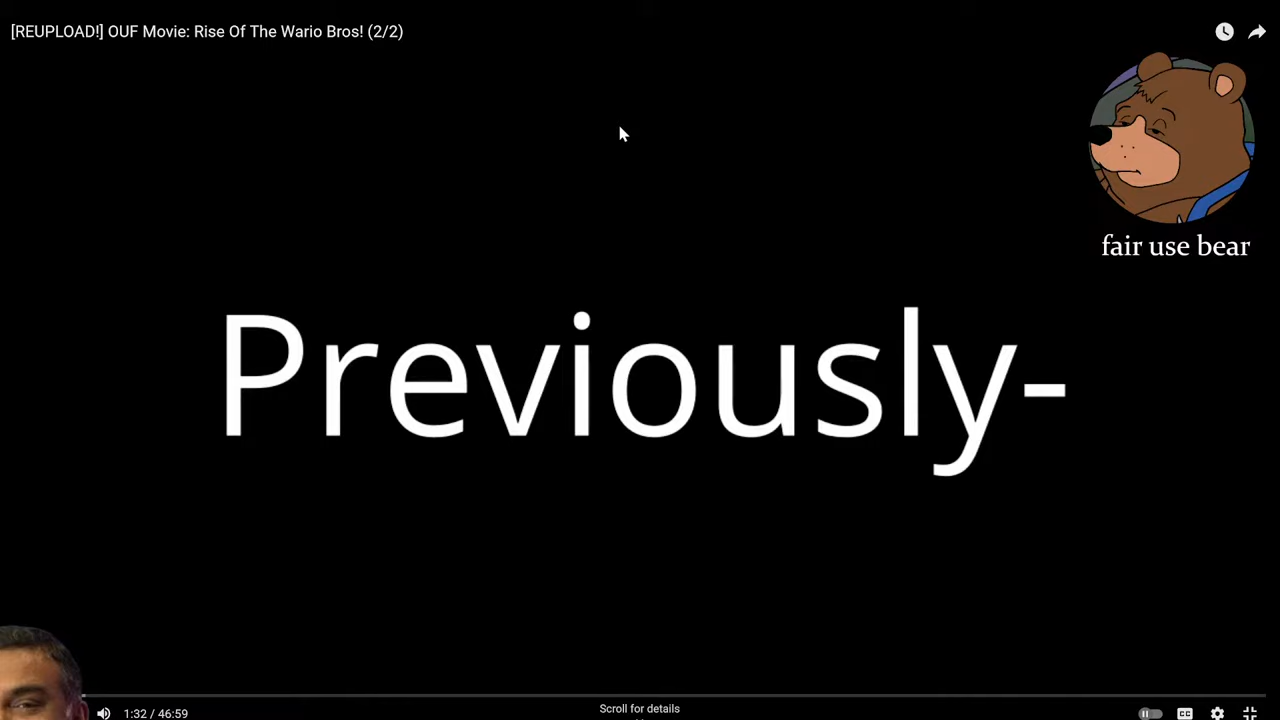 [REUPLOAD!] OUF Movie: Rise Of The Wario Bros! (2/2)
fair use bear
Previously-
1:32 / 46:59
Scroll for details
CC